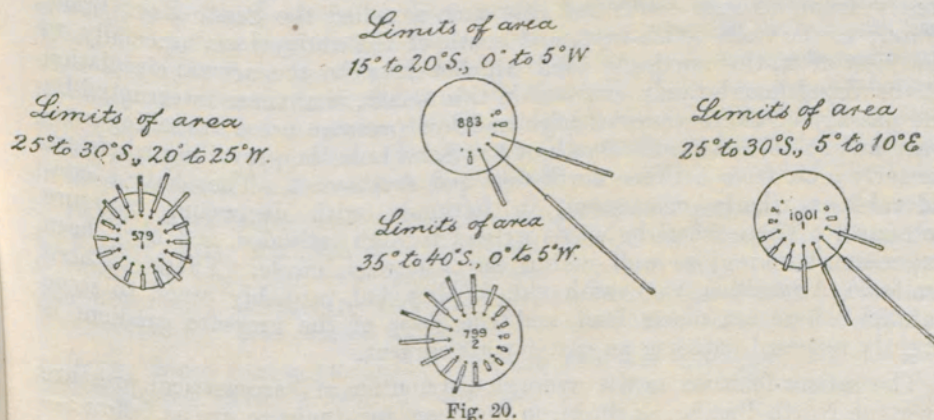 Limits of area
15° to 20° S., 0° to 5° W
883
1
Limits of area
25° to 30° S., 20° to 25° W.
579
1
Limits of area
25° to 30° S., 5° to 10° E
1001
1
Limits of area
35° to 40° S., 0° to 5° W.
799
2
Fig. 20.